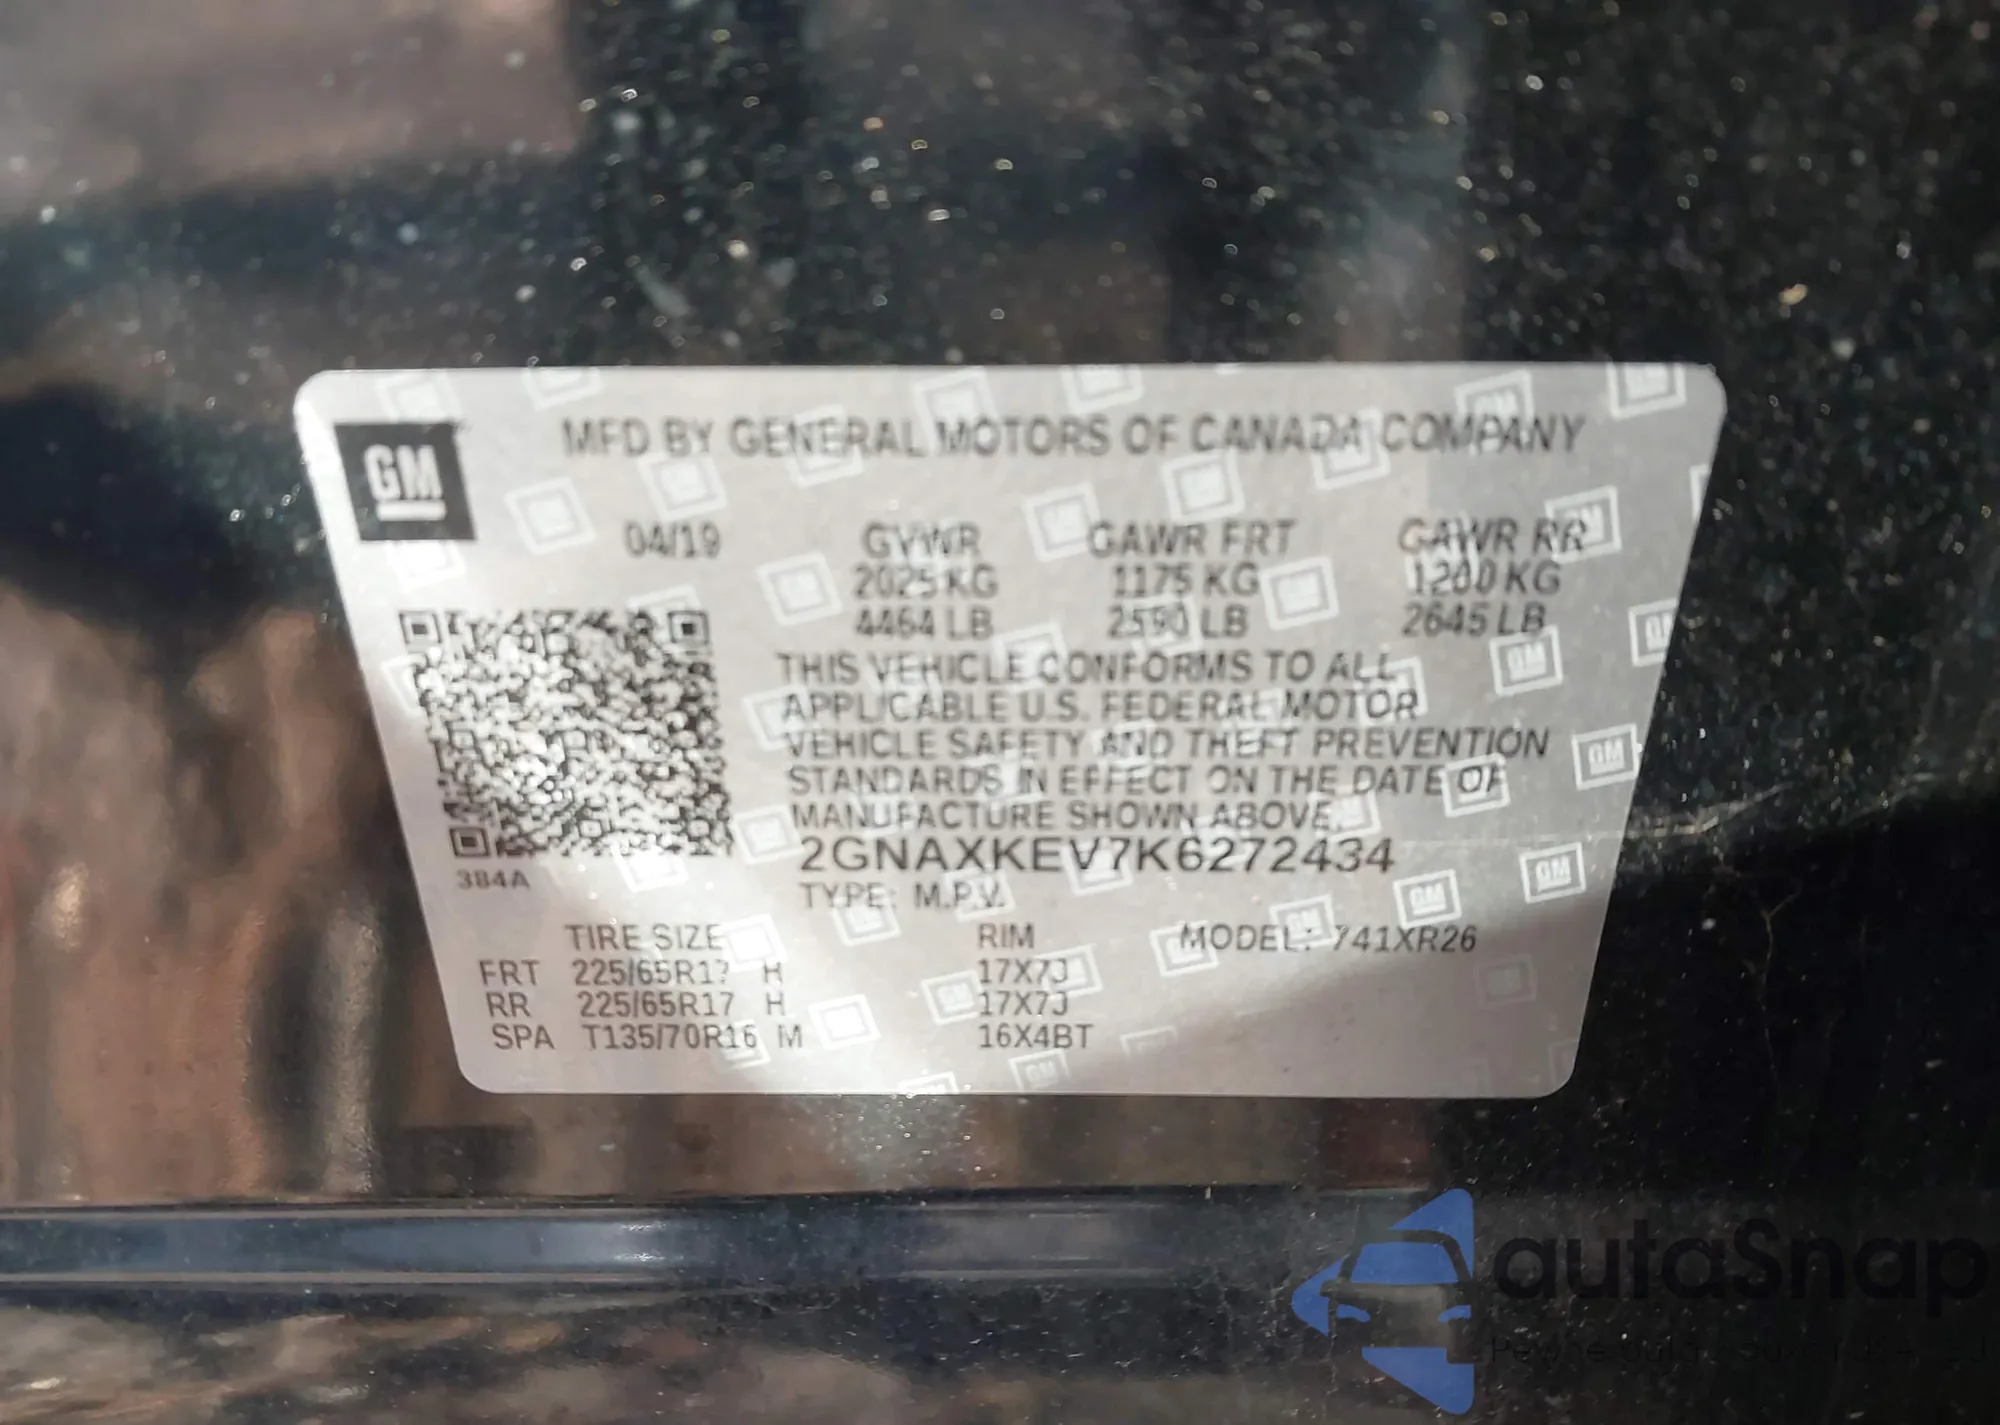 GM
MFD BY GENERAL MOTORS OF CANADA COMPANY
04/19 GVWR GAWR FRT GAWR RR
2025 KG 1175 KG 1200 KG
4464 LB 2590 LB 2645 LB
THIS VEHICLE CONFORMS TO ALL
APPLICABLE U.S. FEDERAL MOTOR
VEHICLE SAFETY AND THEFT PREVENTION
STANDARDS IN EFFECT ON THE DATE OF
MANUFACTURE SHOWN ABOVE.
2GNAXKEV7K6272434
384A
TYPE: M.P.V.
TIRE SIZE RIM MODEL: 741XR26
FRT 225/65R17 H 17X7J
RR 225/65R17 H 17X7J
SPA T135/70R16 M 16X4BT
autaSnap